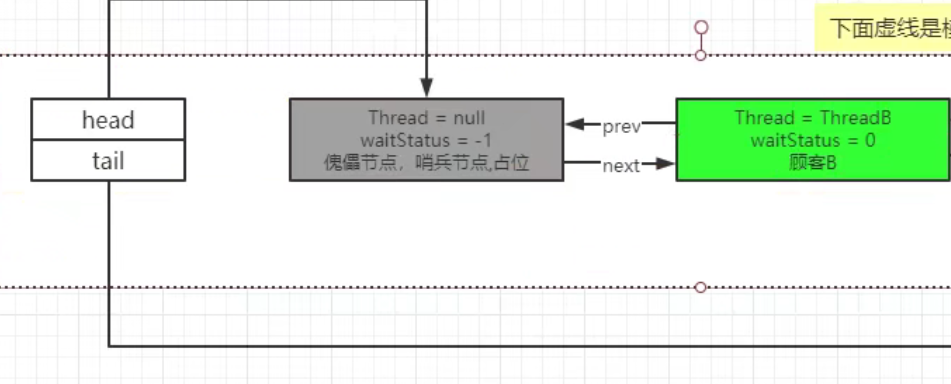 下面虚线是
head
tail
Thread = null
waitStatus = -1
傀儡节点，哨兵节点,占位
prev
next
Thread = ThreadB
waitStatus = 0
顾客B